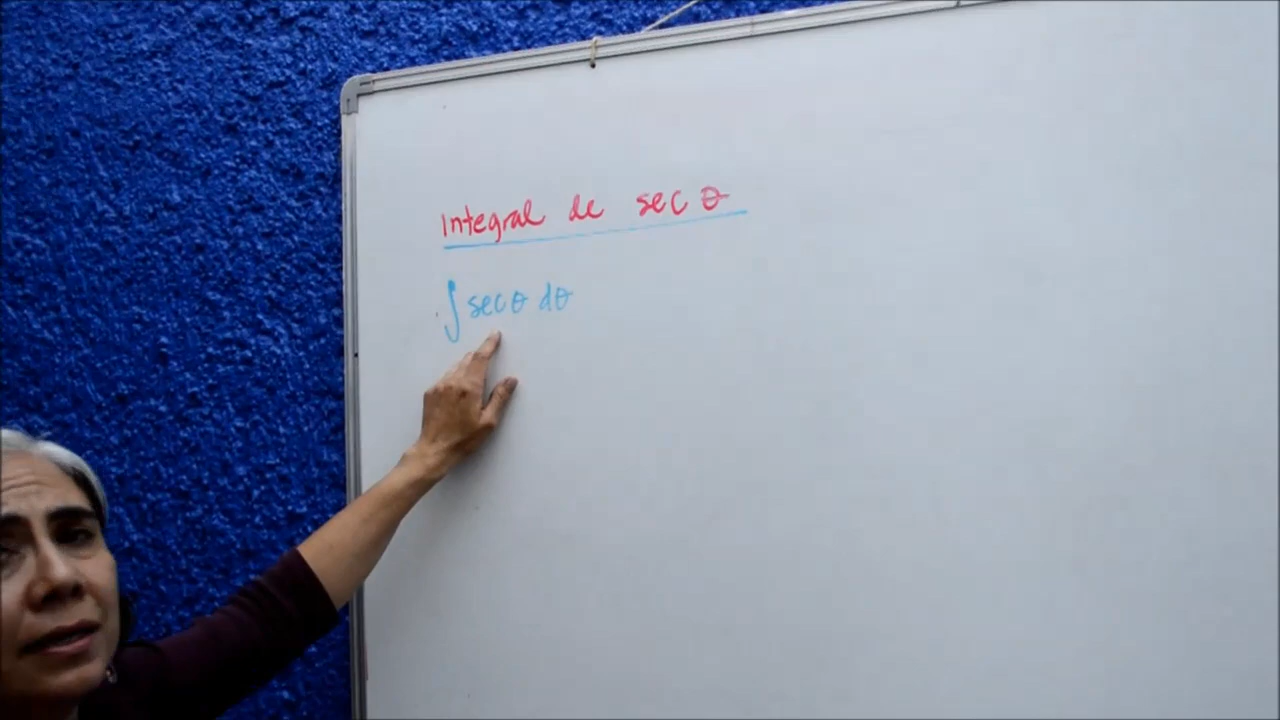 Integral de sec θ
∫ sec θ dθ